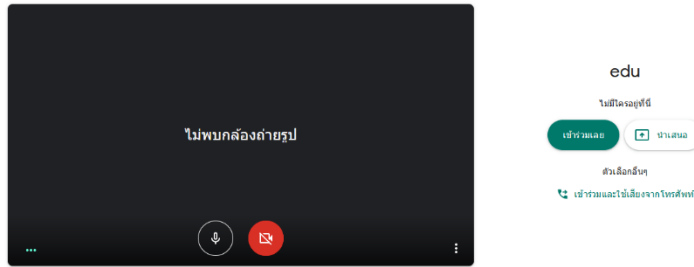 ไม่พบกล้องถ่ายรูป
edu
ไม่มีใครอยู่ที่นี่
เข้าร่วมเลย
นำเสนอ
ตัวเลือกอื่นๆ
เข้าร่วมและใช้เสียงจากโทรศัพท์